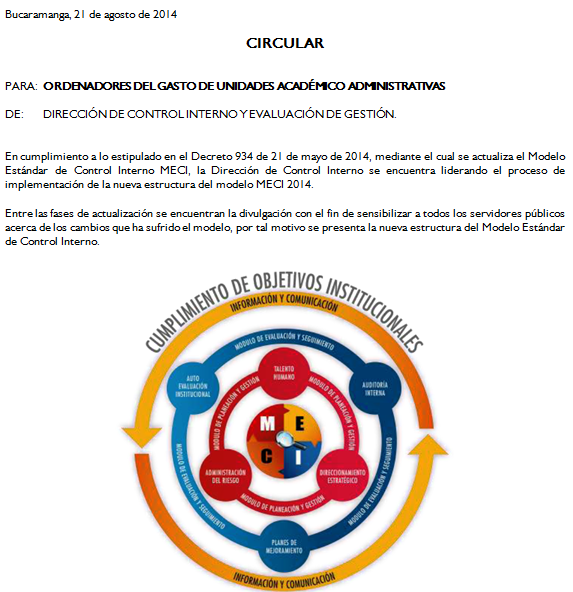 Bucaramanga, 21 de agosto de 2014
CIRCULAR
PARA: ORDENADORES DEL GASTO DE UNIDADES ACADÉMICO ADMINISTRATIVAS
DE: DIRECCIÓN DE CONTROL INTERNO Y EVALUACIÓN DE GESTIÓN.
En cumplimiento a lo estipulado en el Decreto 934 de 21 de mayo de 2014, mediante el cual se actualiza el Modelo
Estándar de Control Interno MECI, la Dirección de Control Interno se encuentra liderando el proceso de
implementación de la nueva estructura del modelo MECI 2014.
Entre las fases de actualización se encuentran la divulgación con el fin de sensibilizar a todos los servidores públicos
acerca de los cambios que ha sufrido el modelo, por tal motivo se presenta la nueva estructura del Modelo Estándar
de Control Interno.
CUMPLIMIENTO DE OBJETIVOS INSTITUCIONALES
INFORMACIÓN Y COMUNICACIÓN
MODULO DE EVALUACIÓN Y SEGUIMIENTO
TALENTO
HUMANO
AUTO
EVALUACIÓN
INSTITUCIONAL
AUDITORÍA
INTERNA
MODULO DE PLANEACIÓN Y GESTIÓN
MODULO DE PLANEACIÓN Y GESTIÓN
M E
C I
ADMINISTRACIÓN
DEL RIESGO
DIRECCIONAMIENTO
ESTRATÉGICO
MODULO DE PLANEACIÓN Y GESTIÓN
MODULO DE EVALUACIÓN Y SEGUIMIENTO
MODULO DE EVALUACIÓN Y SEGUIMIENTO
PLANES DE
MEJORAMIENTO
INFORMACIÓN Y COMUNICACIÓN